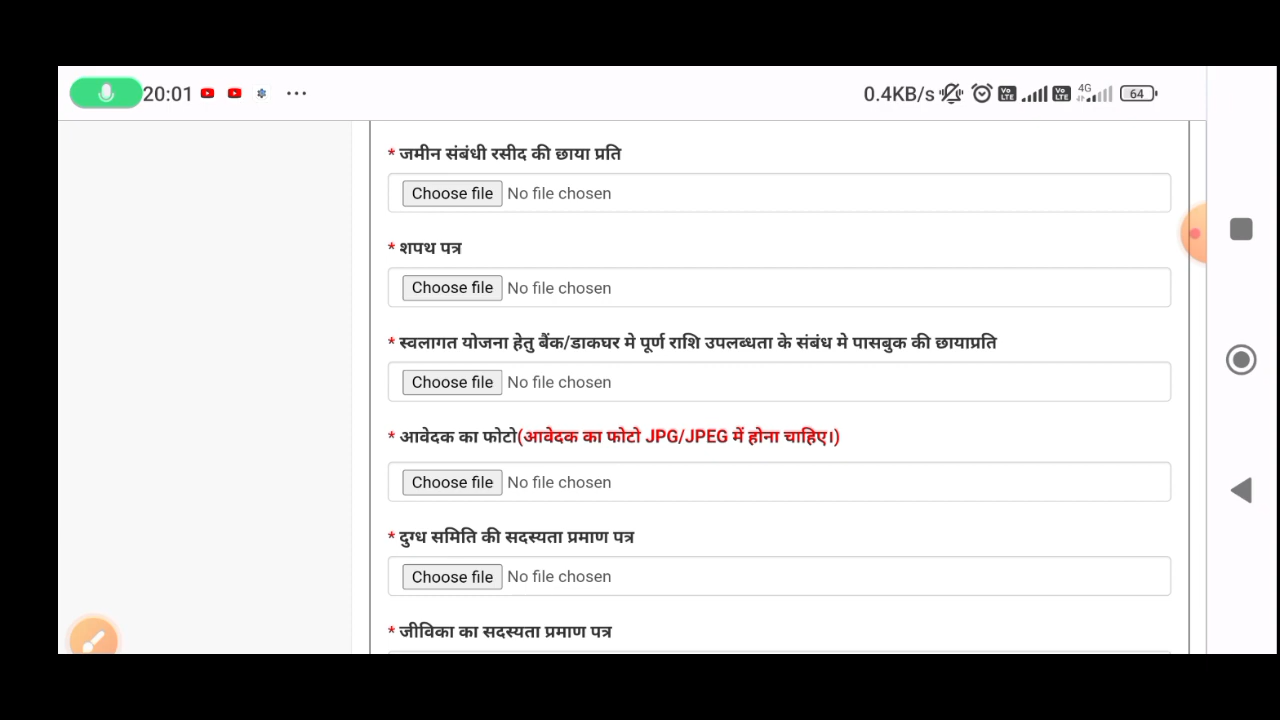 20:01
0.4KB/s
4G
64
* जमीन संबंधी रसीद की छाया प्रति
Choose file No file chosen
* शपथ पत्र
Choose file No file chosen
* स्वलागत योजना हेतु बैंक/डाकघर मे पूर्ण राशि उपलब्धता के संबंध मे पासबुक की छायाप्रति
Choose file No file chosen
* आवेदक का फोटो(आवेदक का फोटो JPG/JPEG में होना चाहिए।)
Choose file No file chosen
* दुग्ध समिति की सदस्यता प्रमाण पत्र
Choose file No file chosen
* जीविका का सदस्यता प्रमाण पत्र